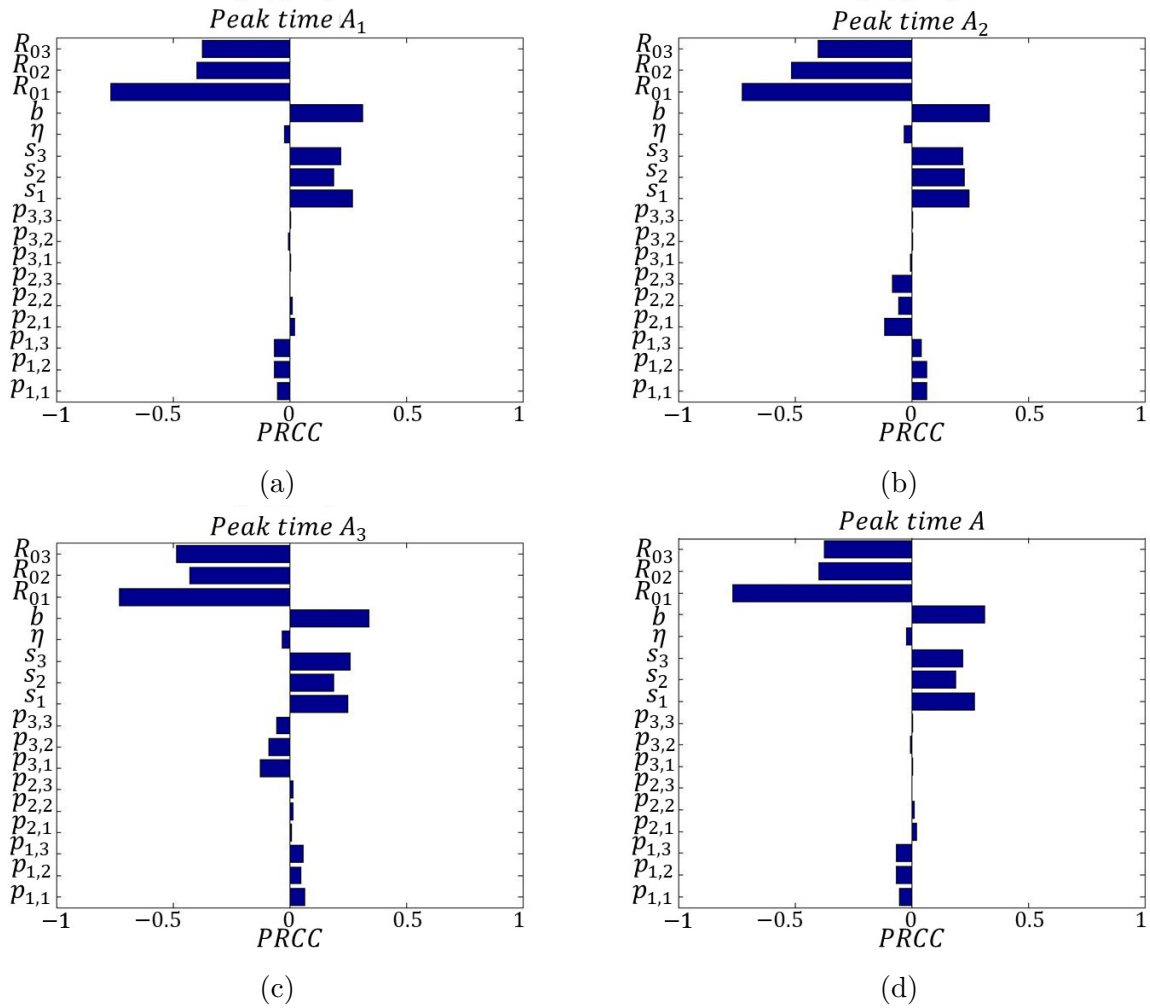 Peak time A₁
R₀₃
R₀₂
R₀₁
b
η
s₃
s₂
s₁
p₃,₃
p₃,₂
p₃,₁
p₂,₃
p₂,₂
p₂,₁
p₁,₃
p₁,₂
p₁,₁
−1 −0.5 0 0.5 1
PRCC
(a)
Peak time A₂
R₀₃
R₀₂
R₀₁
b
η
s₃
s₂
s₁
p₃,₃
p₃,₂
p₃,₁
p₂,₃
p₂,₂
p₂,₁
p₁,₃
p₁,₂
p₁,₁
−1 −0.5 0 0.5 1
PRCC
(b)
Peak time A₃
R₀₃
R₀₂
R₀₁
b
η
s₃
s₂
s₁
p₃,₃
p₃,₂
p₃,₁
p₂,₃
p₂,₂
p₂,₁
p₁,₃
p₁,₂
p₁,₁
−1 −0.5 0 0.5 1
PRCC
(c)
Peak time A
R₀₃
R₀₂
R₀₁
b
η
s₃
s₂
s₁
p₃,₃
p₃,₂
p₃,₁
p₂,₃
p₂,₂
p₂,₁
p₁,₃
p₁,₂
p₁,₁
−1 −0.5 0 0.5 1
PRCC
(d)